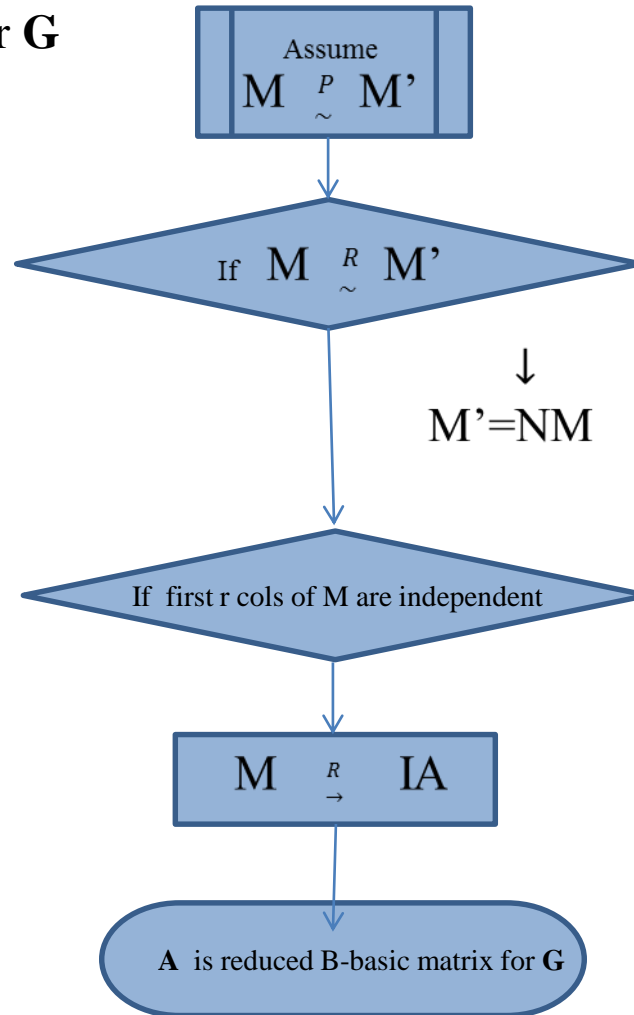 r G
Assume
M P ~ M’
If M R ~ M’
↓
M’=NM
If first r cols of M are independent
M R → IA
A is reduced B-basic matrix for G